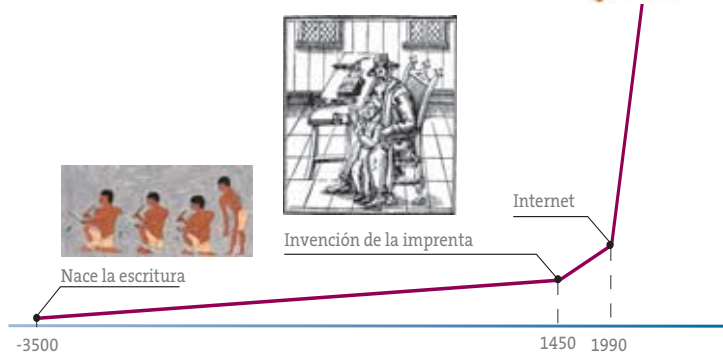 Internet
Invención de la imprenta
Nace la escritura
-3500
1450
1990